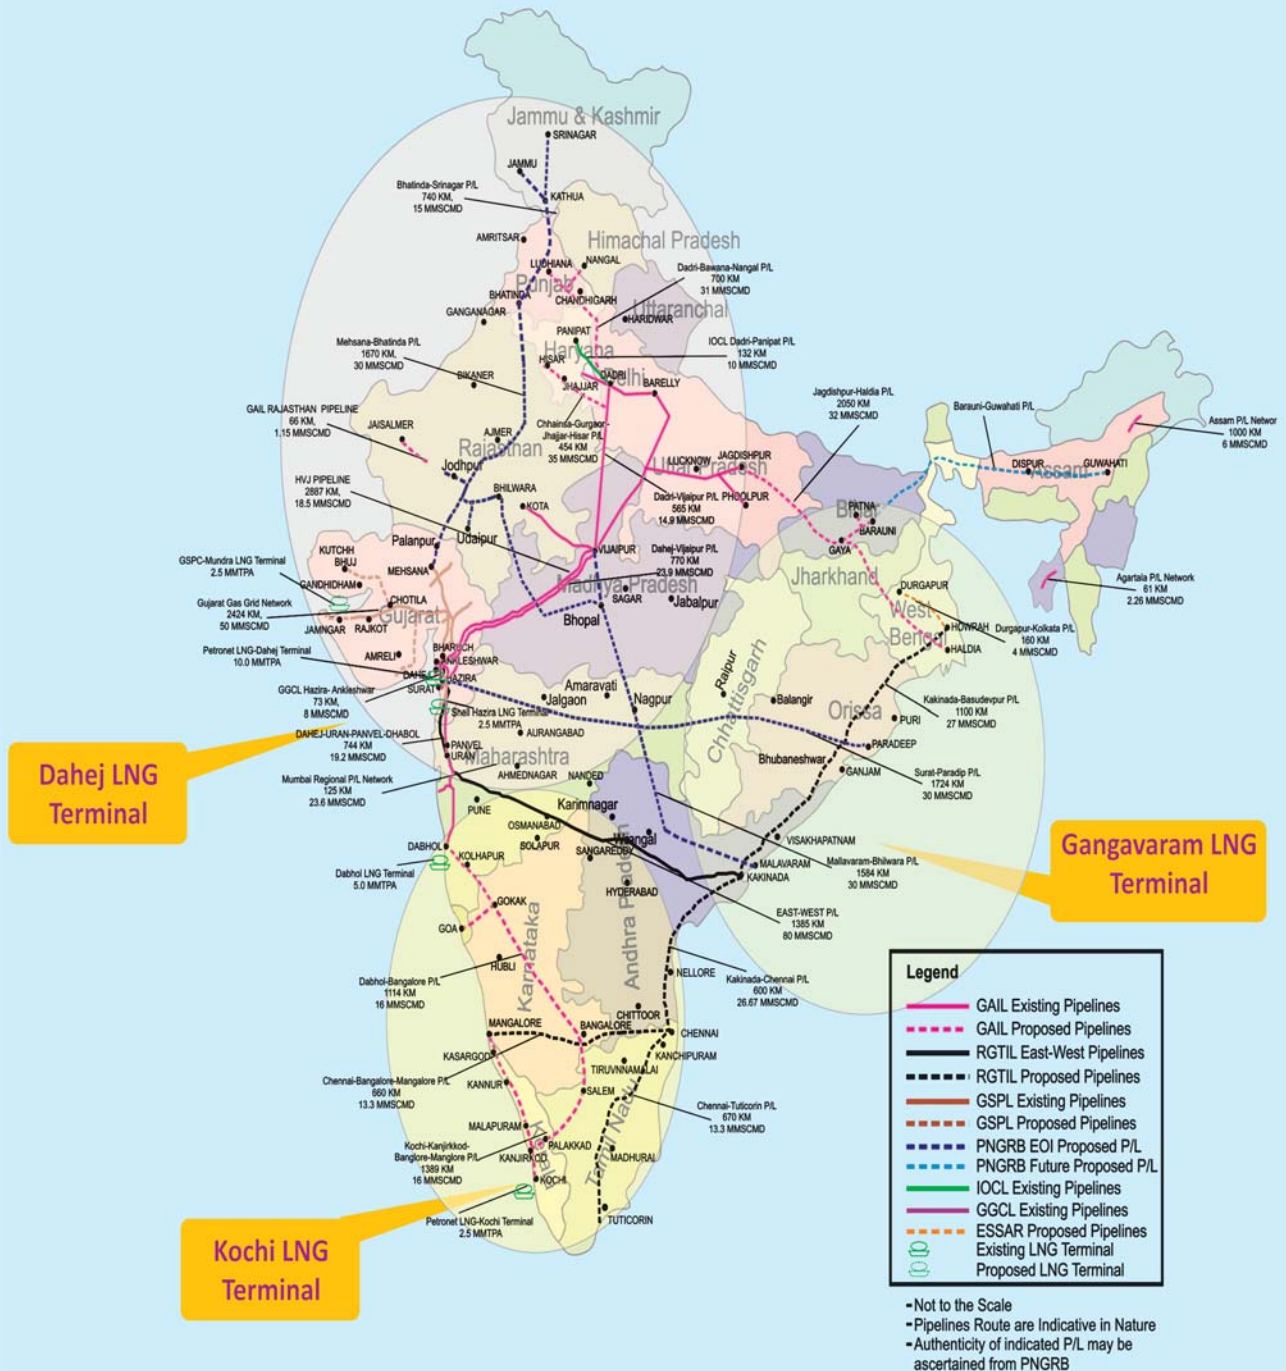 Jammu & Kashmir
SRINAGAR
JAMMU
KATHUA
Bhatinda-Srinagar P/L
740 KM,
15 MMSCMD
AMRITSAR
Himachal Pradesh
LUDHIANA
NANGAL
Punjab
CHANDHIGARH
Dadri-Bawana-Nangal P/L
700 KM
31 MMSCMD
BHATINDA
Uttaranchal
HARIDWAR
GANGANAGAR
PANIPAT
Haryana
HISAR
JHAJJAR
DADRI
Delhi
BARELLY
IOCL Dadri-Panipat P/L
132 KM
10 MMSCMD
Mehsana-Bhatinda P/L
1670 KM,
30 MMSCMD
BIKANER
Jagdishpur-Haldia P/L
2050 KM
32 MMSCMD
Barauni-Guwahati P/L
Assam P/L Networ
1000 KM
6 MMSCMD
GAIL RAJASTHAN PIPELINE
66 KM,
1.15 MMSCMD
JAISALMER
AJMER
Rajasthan
Chhainsa-Gurgaon-
Jhajjar-Hisar P/L
454 KM
35 MMSCMD
LUCKNOW
JAGDISHPUR
Uttar Pradesh
PHOOLPUR
DISPUR
Assam
GUWAHATI
Jodhpur
HVJ PIPELINE
2887 KM,
18.5 MMSCMD
BHILWARA
KOTA
Dadri-Vijaipur P/L
565 KM
14.9 MMSCMD
Bihar
PATNA
BARAUNI
GAYA
Udaipur
Palanpur
VIJAIPUR
Dahej-Vijaipur P/L
770 KM
23.9 MMSCMD
KUTCHH
BHUJ
MEHSANA
GSPC-Mundra LNG Terminal
2.5 MMTPA
GANDHIDHAM
Madhya Pradesh
SAGAR
Jabalpur
Bhopal
Jharkhand
DURGAPUR
West
Bengal
HOWRAH
HALDIA
Agartala P/L Network
61 KM
2.26 MMSCMD
Durgapur-Kolkata P/L
160 KM
4 MMSCMD
Gujarat Gas Grid Network
2424 KM,
50 MMSCMD
CHOTILA
Gujarat
JAMNGAR
RAJKOT
AMRELI
Petronet LNG-Dahej Terminal
10.0 MMTPA
BHARUCH
ANKLESHWAR
DAHEJ
HAZIRA
SURAT
GGCL Hazira- Ankleshwar
73 KM,
8 MMSCMD
Shell Hazira LNG Terminal
2.5 MMTPA
Jalgaon
Amaravati
Nagpur
Raipur
Chhattisgarh
Balangir
Orissa
PURI
PARADEEP
Bhubaneshwar
GANJAM
Kakinada-Basudevpur P/L
1100 KM
27 MMSCMD
Surat-Paradip P/L
1724 KM
30 MMSCMD
DAHEJ-URAN-PANVEL-DHABOL
744 KM
19.2 MMSCMD
AURANGABAD
PANVEL
URAN
Maharashtra
AHMEDNAGAR
NANDED
Mumbai Regional P/L Network
125 KM
23.6 MMSCMD
PUNE
Karimnagar
OSMANABAD
SOLAPUR
SANGAREDDY
VISAKHAPATNAM
DABHOL
KOLHAPUR
Dabhol LNG Terminal
5.0 MMTPA
MALAVARAM
KAKINADA
Mallavaram-Bhilwara P/L
1584 KM
30 MMSCMD
HYDERABAD
Andhra Pradesh
GOKAK
GOA
EAST-WEST P/L
1385 KM
80 MMSCMD
HUBLI
Karnataka
Dabhol-Bangalore P/L
1114 KM
16 MMSCMD
NELLORE
Kakinada-Chennai P/L
600 KM
26.67 MMSCMD
CHITTOOR
MANGALORE
BANGALORE
CHENNAI
KASARGOD
KANCHIPURAM
TIRUVNNAMALAI
Chennai-Bangalore-Mangalore P/L
660 KM
13.3 MMSCMD
KANNUR
SALEM
Chennai-Tuticorin P/L
670 KM
13.3 MMSCMD
MALAPURAM
Tamil Nadu
Kochi-Kanjirkkod-
Banglore-Manglore P/L
1389 KM
16 MMSCMD
PALAKKAD
KANJIRKOD
MADHURAI
KOCHI
Petronet LNG-Kochi Terminal
2.5 MMTPA
TUTICORIN
Dahej LNG
Terminal
Gangavaram LNG
Terminal
Kochi LNG
Terminal
Legend
GAIL Existing Pipelines
GAIL Proposed Pipelines
RGTIL East-West Pipelines
RGTIL Proposed Pipelines
GSPL Existing Pipelines
GSPL Proposed Pipelines
PNGRB EOI Proposed P/L
PNGRB Future Proposed P/L
IOCL Existing Pipelines
GGCL Existing Pipelines
ESSAR Proposed Pipelines
Existing LNG Terminal
Proposed LNG Terminal
-Not to the Scale
-Pipelines Route are Indicative in Nature
-Authenticity of indicated P/L may be
ascertained from PNGRB